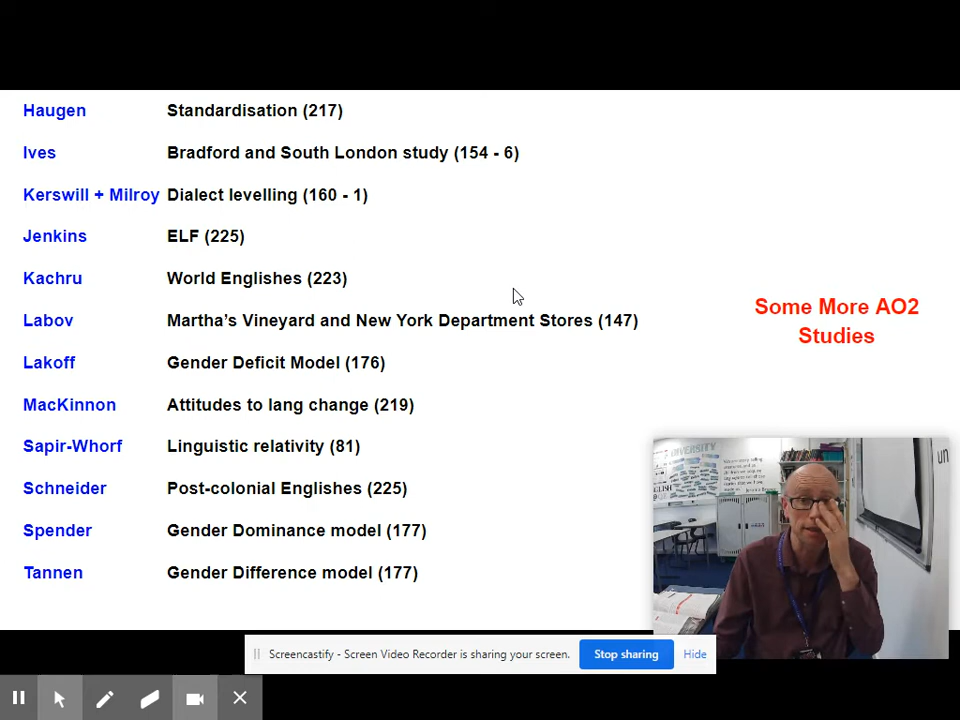 Haugen Standardisation (217)
Ives Bradford and South London study (154 - 6)
Kerswill + Milroy Dialect levelling (160 - 1)
Jenkins ELF (225)
Kachru World Englishes (223)
Labov Martha's Vineyard and New York Department Stores (147)
Lakoff Gender Deficit Model (176)
MacKinnon Attitudes to lang change (219)
Sapir-Whorf Linguistic relativity (81)
Schneider Post-colonial Englishes (225)
Spender Gender Dominance model (177)
Tannen Gender Difference model (177)
Some More AO2
Studies
un
Screencastify - Screen Video Recorder is sharing your screen.
Stop sharing
Hide